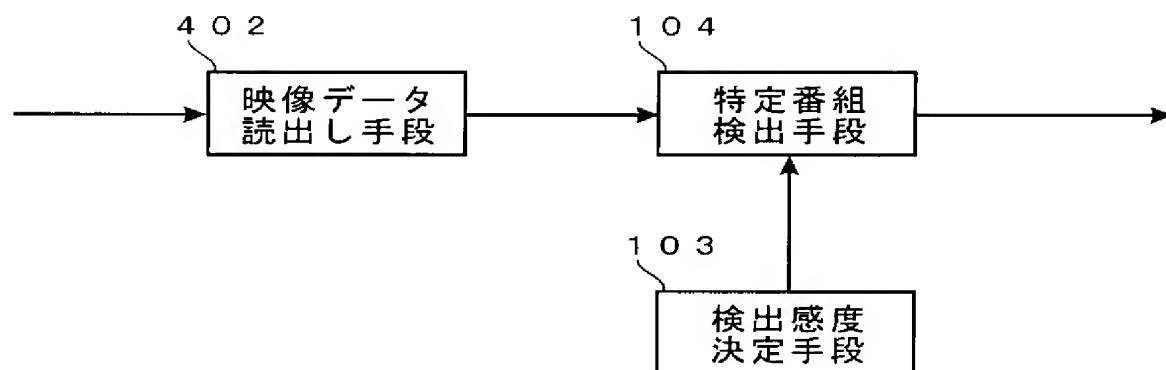 ４０２
映像データ
読出し手段
１０４
特定番組
検出手段
１０３
検出感度
決定手段